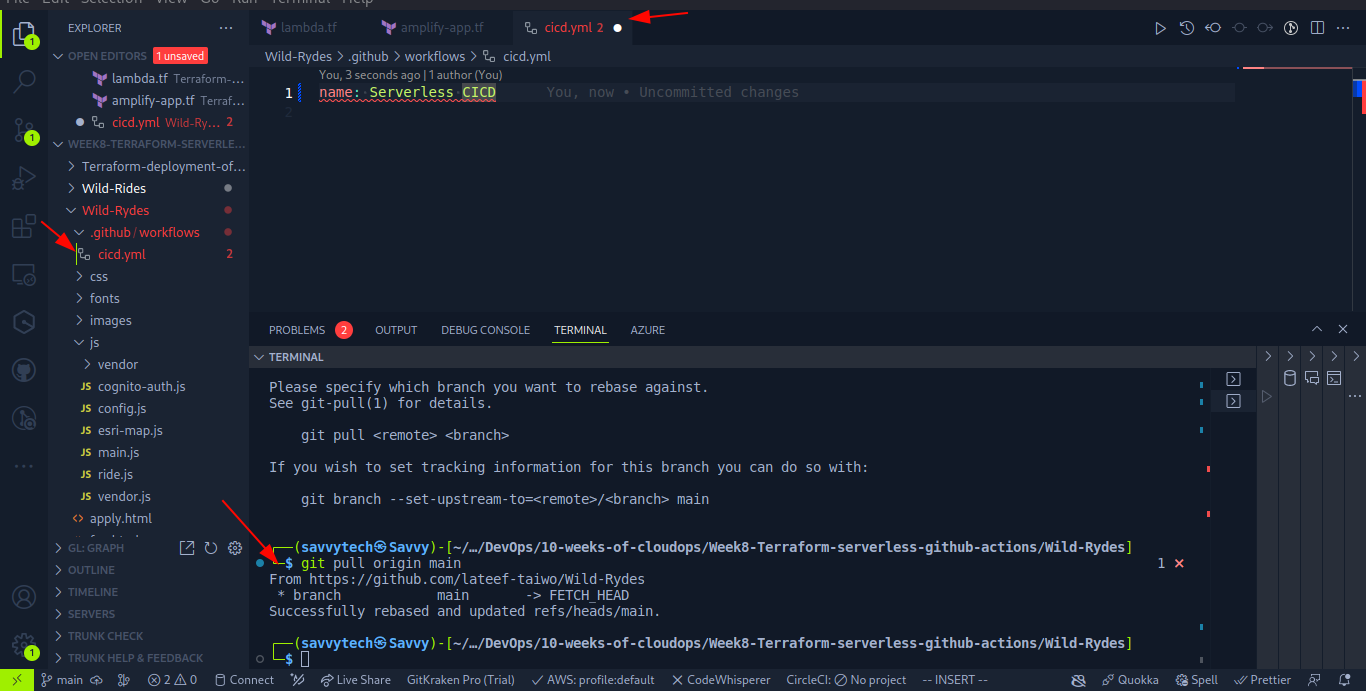 File Edit Selection View Go Run Terminal Help
EXPLORER
OPEN EDITORS 1 unsaved
lambda.tf Terraform-...
amplify-app.tf Terraf...
cicd.yml Wild-Ry... 2
WEEK8-TERRAFORM-SERVERLE...
Terraform-deployment-of...
Wild-Rides
Wild-Rydes
.github/workflows
cicd.yml 2
css
fonts
images
js
vendor
JS cognito-auth.js
JS config.js
JS esri-map.js
JS main.js
JS ride.js
JS vendor.js
<> apply.html
GL: GRAPH
OUTLINE
TIMELINE
SERVERS
TRUNK CHECK
TRUNK HELP & FEEDBACK
1
1
1
lambda.tf
amplify-app.tf
cicd.yml 2
Wild-Rydes > .github > workflows > cicd.yml
You, 3 seconds ago | 1 author (You)
1 name: Serverless CICD You, now • Uncommitted changes
2
PROBLEMS 2 OUTPUT DEBUG CONSOLE TERMINAL AZURE
TERMINAL
Please specify which branch you want to rebase against.
See git-pull(1) for details.
git pull <remote> <branch>
If you wish to set tracking information for this branch you can do so with:
git branch --set-upstream-to=<remote>/<branch> main
┌──(savvytech㉿Savvy)-[~/…/DevOps/10-weeks-of-cloudops/Week8-Terraform-serverless-github-actions/Wild-Rydes]
└─$ git pull origin main 1 ×
From https://github.com/lateef-taiwo/Wild-Rydes
* branch main -> FETCH_HEAD
Successfully rebased and updated refs/heads/main.
┌──(savvytech㉿Savvy)-[~/…/DevOps/10-weeks-of-cloudops/Week8-Terraform-serverless-github-actions/Wild-Rydes]
└─$
main 2 0 Connect Live Share GitKraken Pro (Trial) AWS: profile:default CodeWhisperer CircleCI: No project -- INSERT -- Quokka Spell Prettier